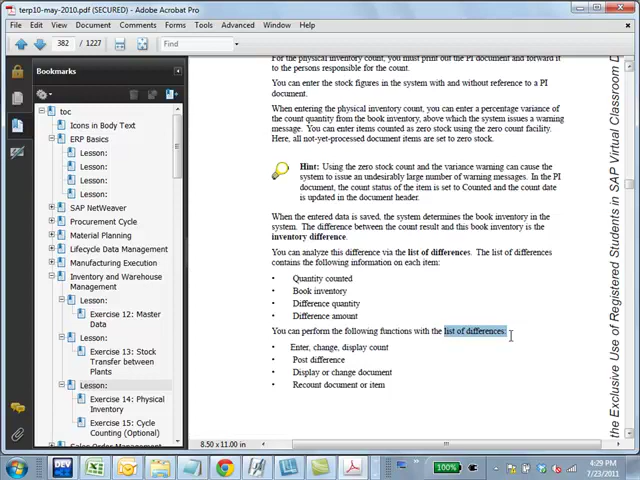 terp10-may-2010.pdf (SECURED) - Adobe Acrobat Pro
File Edit View Document Comments Forms Tools Advanced Window Help
382 / 1227
Find
Bookmarks
toc
Icons in Body Text
ERP Basics
Lesson:
Lesson:
Lesson:
Lesson:
SAP NetWeaver
Procurement Cycle
Material Planning
Lifecycle Data Management
Manufacturing Execution
Inventory and Warehouse
Management
Lesson:
Exercise 12: Master
Data
Lesson:
Exercise 13: Stock
Transfer between
Plants
Lesson:
Exercise 14: Physical
Inventory
Exercise 15: Cycle
Counting (Optional)
For the physical inventory count, you must print out the PI document and forward it
to the persons responsible for the count.
You can enter the stock figures in the system with and without reference to a PI
document.
When entering the physical inventory count, you can enter a percentage variance of
the count quantity from the book inventory, above which the system issues a warning
message. You can enter items counted as zero stock using the zero count facility.
Here, all not-yet-processed document items are set to zero stock.
Hint: Using the zero stock count and the variance warning can cause the
system to issue an undesirably large number of warning messages. In the PI
document, the count status of the item is set to Counted and the count date
is updated in the document header.
When the entered data is saved, the system determines the book inventory in the
system. The difference between the count result and this book inventory is the
inventory difference.
You can analyze this difference via the list of differences. The list of differences
contains the following information on each item:
• Quantity counted
• Book inventory
• Difference quantity
• Difference amount
You can perform the following functions with the list of differences.
• Enter, change, display count
• Post difference
• Display or change document
• Recount document or item
the Exclusive Use of Registered Students in SAP Virtual Classroom
8.50 x 11.00 in
DEV
100%
4:29 PM
7/23/2011